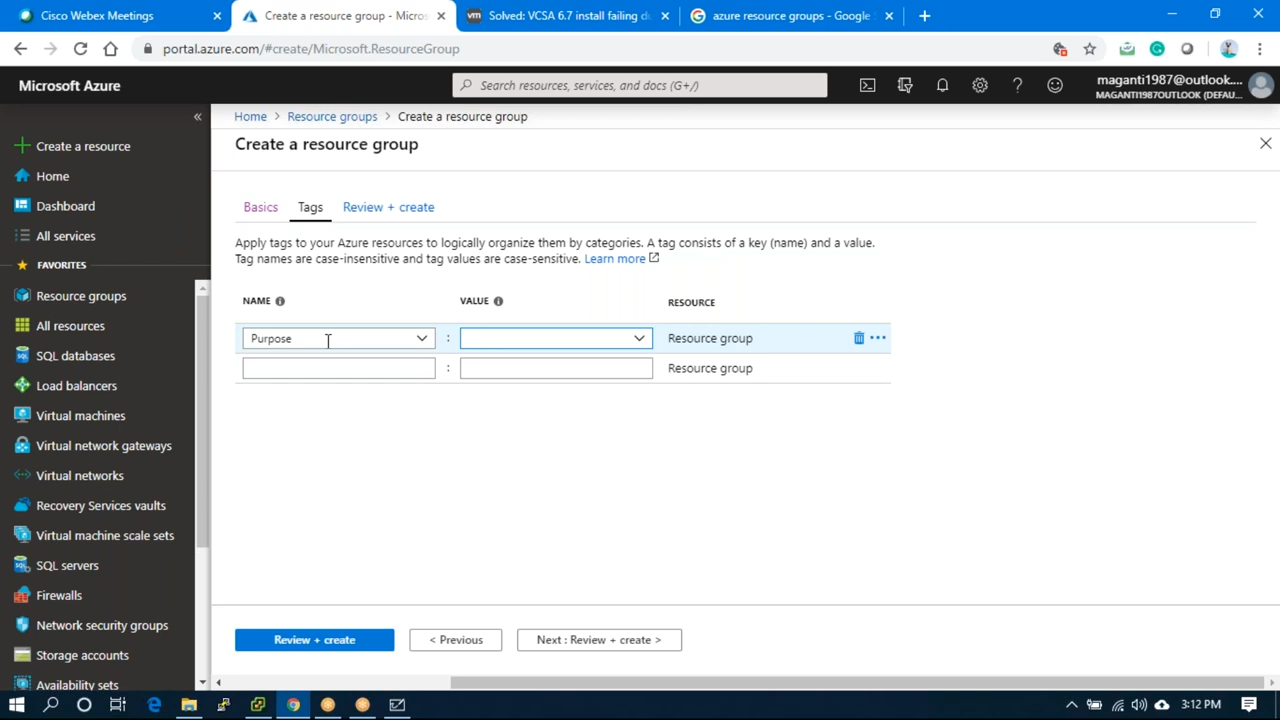 Cisco Webex Meetings
Create a resource group - Micros
Solved: VCSA 6.7 install failing du
azure resource groups - Google S
portal.azure.com/#create/Microsoft.ResourceGroup
Microsoft Azure
Search resources, services, and docs (G+/)
maganti1987@outlook....
MAGANTI1987OUTLOOK (DEFAU...
Home > Resource groups > Create a resource group
Create a resource group
Create a resource
Home
Dashboard
All services
FAVORITES
Resource groups
All resources
SQL databases
Load balancers
Virtual machines
Virtual network gateways
Virtual networks
Recovery Services vaults
Virtual machine scale sets
SQL servers
Firewalls
Network security groups
Storage accounts
Availability sets
Basics Tags Review + create
Apply tags to your Azure resources to logically organize them by categories. A tag consists of a key (name) and a value.
Tag names are case-insensitive and tag values are case-sensitive. Learn more
NAME VALUE RESOURCE
Purpose : Resource group
: Resource group
Review + create < Previous Next : Review + create >
3:12 PM